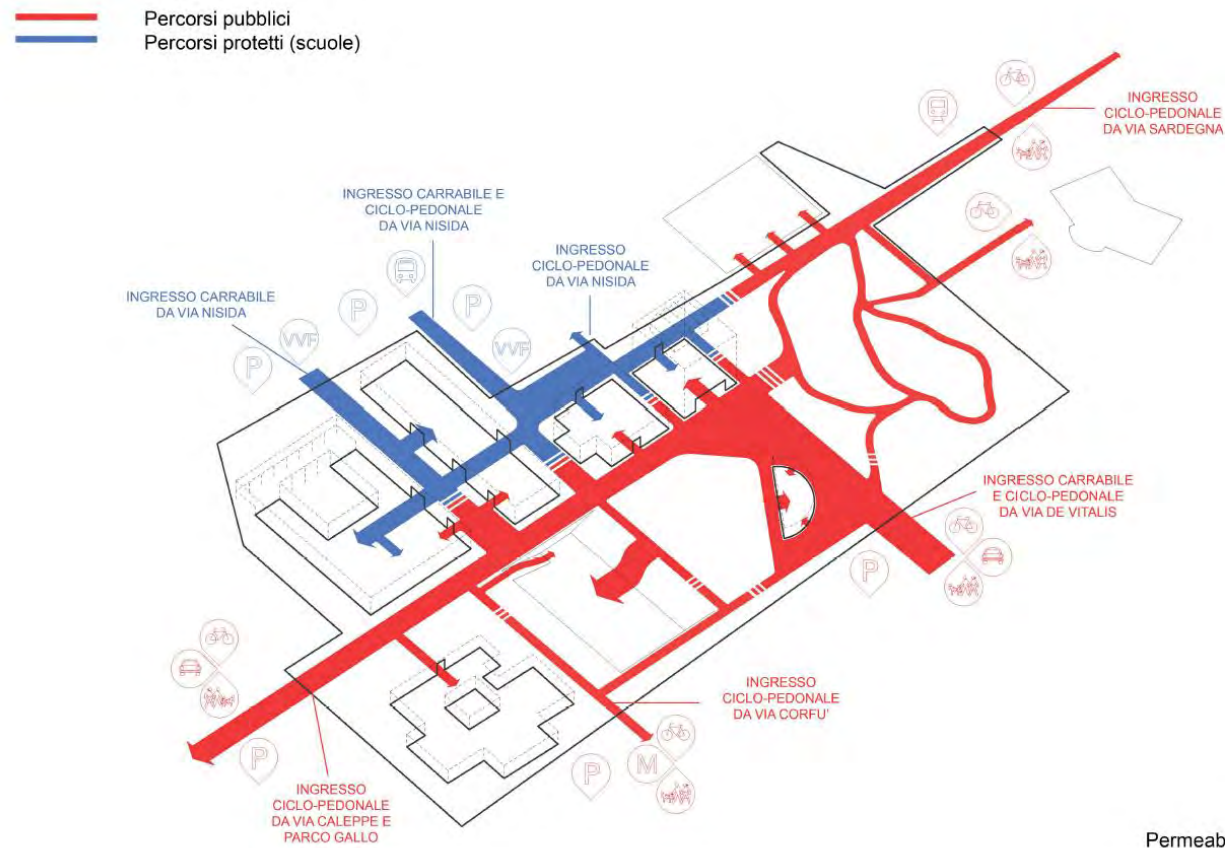 Percorsi pubblici
Percorsi protetti (scuole)
INGRESSO
CICLO-PEDONALE
DA VIA SARDEGNA
INGRESSO CARRABILE E
CICLO-PEDONALE
DA VIA NISIDA
INGRESSO
CICLO-PEDONALE
DA VIA NISIDA
INGRESSO CARRABILE
DA VIA NISIDA
P
P
VVF
VVF
P
INGRESSO CARRABILE
E CICLO-PEDONALE
DA VIA DE VITALIS
P
INGRESSO
CICLO-PEDONALE
DA VIA CORFU'
P
P
M
INGRESSO
CICLO-PEDONALE
DA VIA CALEPPE E
PARCO GALLO
Permeab